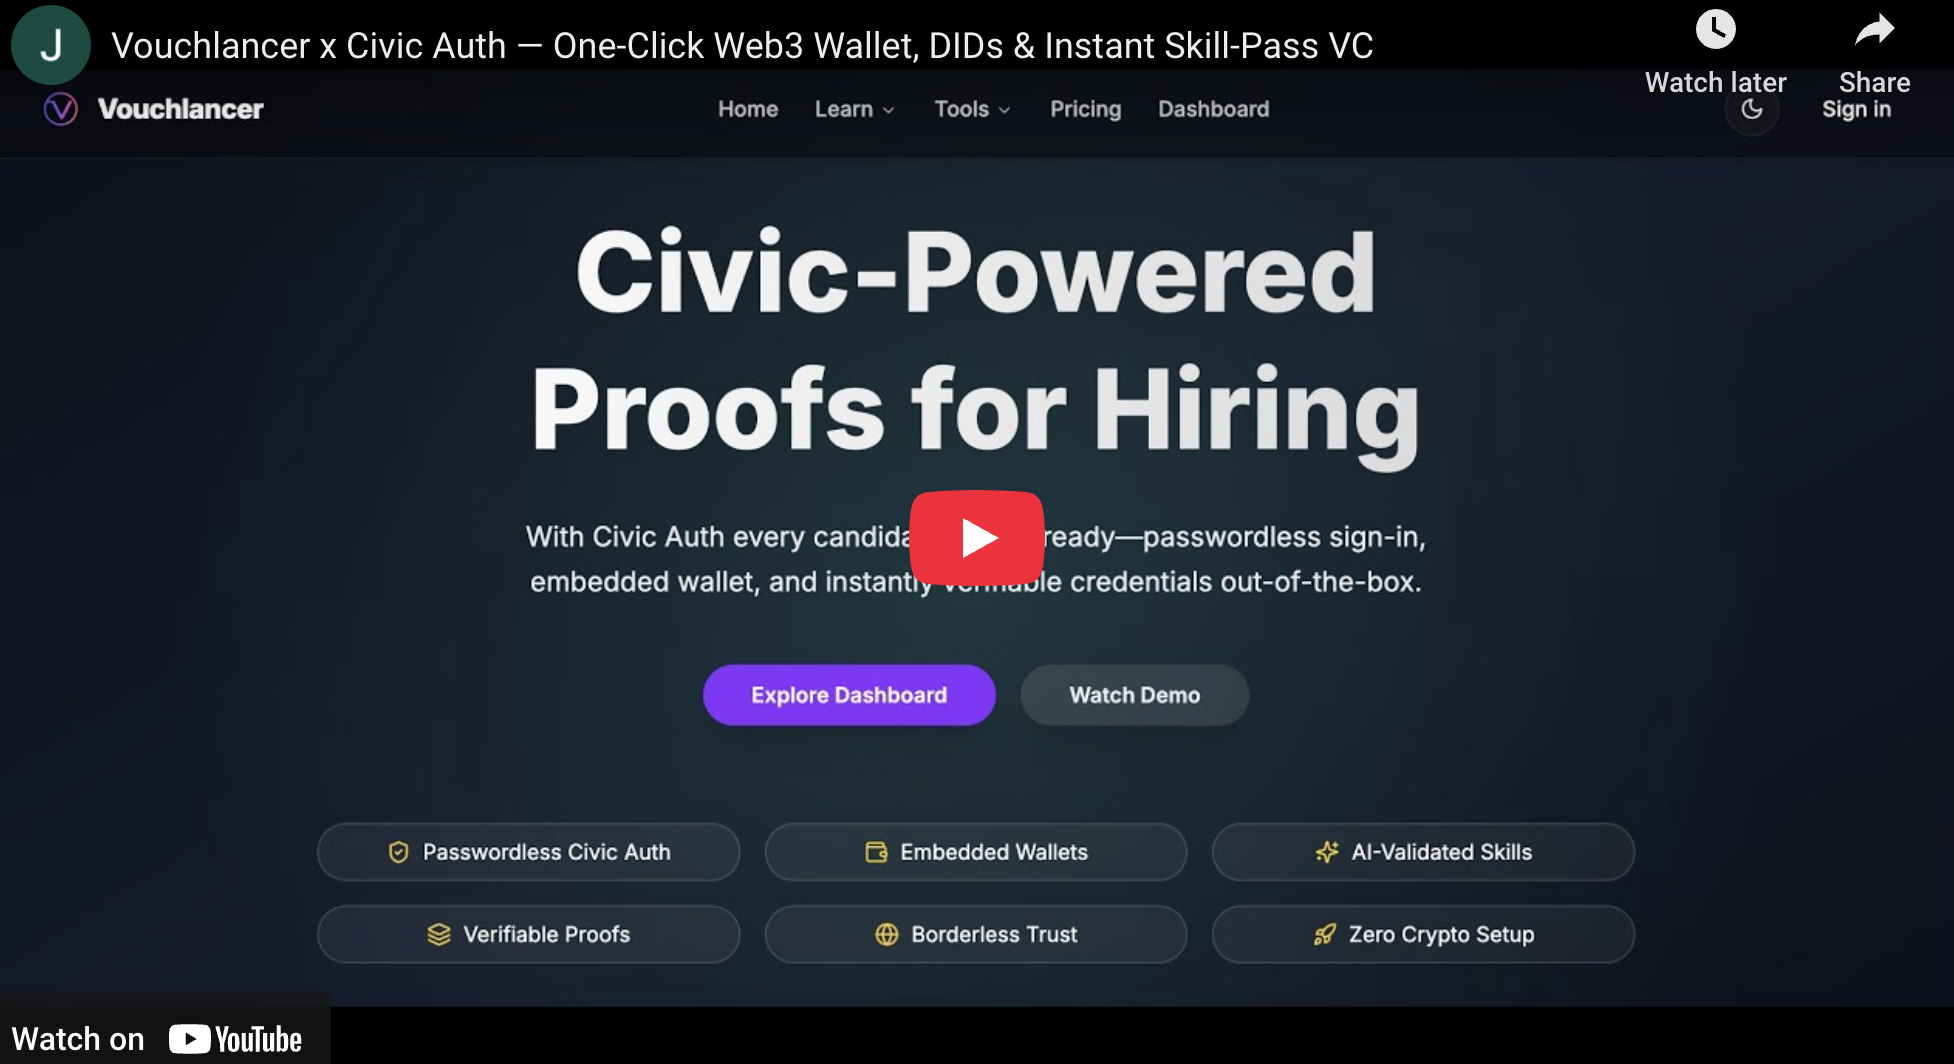 J
Vouchlancer x Civic Auth — One-Click Web3 Wallet, DIDs & Instant Skill-Pass VC
Watch later
Share
Vouchlancer
Home
Learn
Tools
Pricing
Dashboard
Sign in
Civic-Powered
Proofs for Hiring
With Civic Auth every ready—passwordless sign-in,
embedded wallet, and instantly credentials out-of-the-box.
Explore Dashboard
Watch Demo
Passwordless Civic Auth
Embedded Wallets
AI-Validated Skills
Verifiable Proofs
Borderless Trust
Zero Crypto Setup
Watch on YouTube